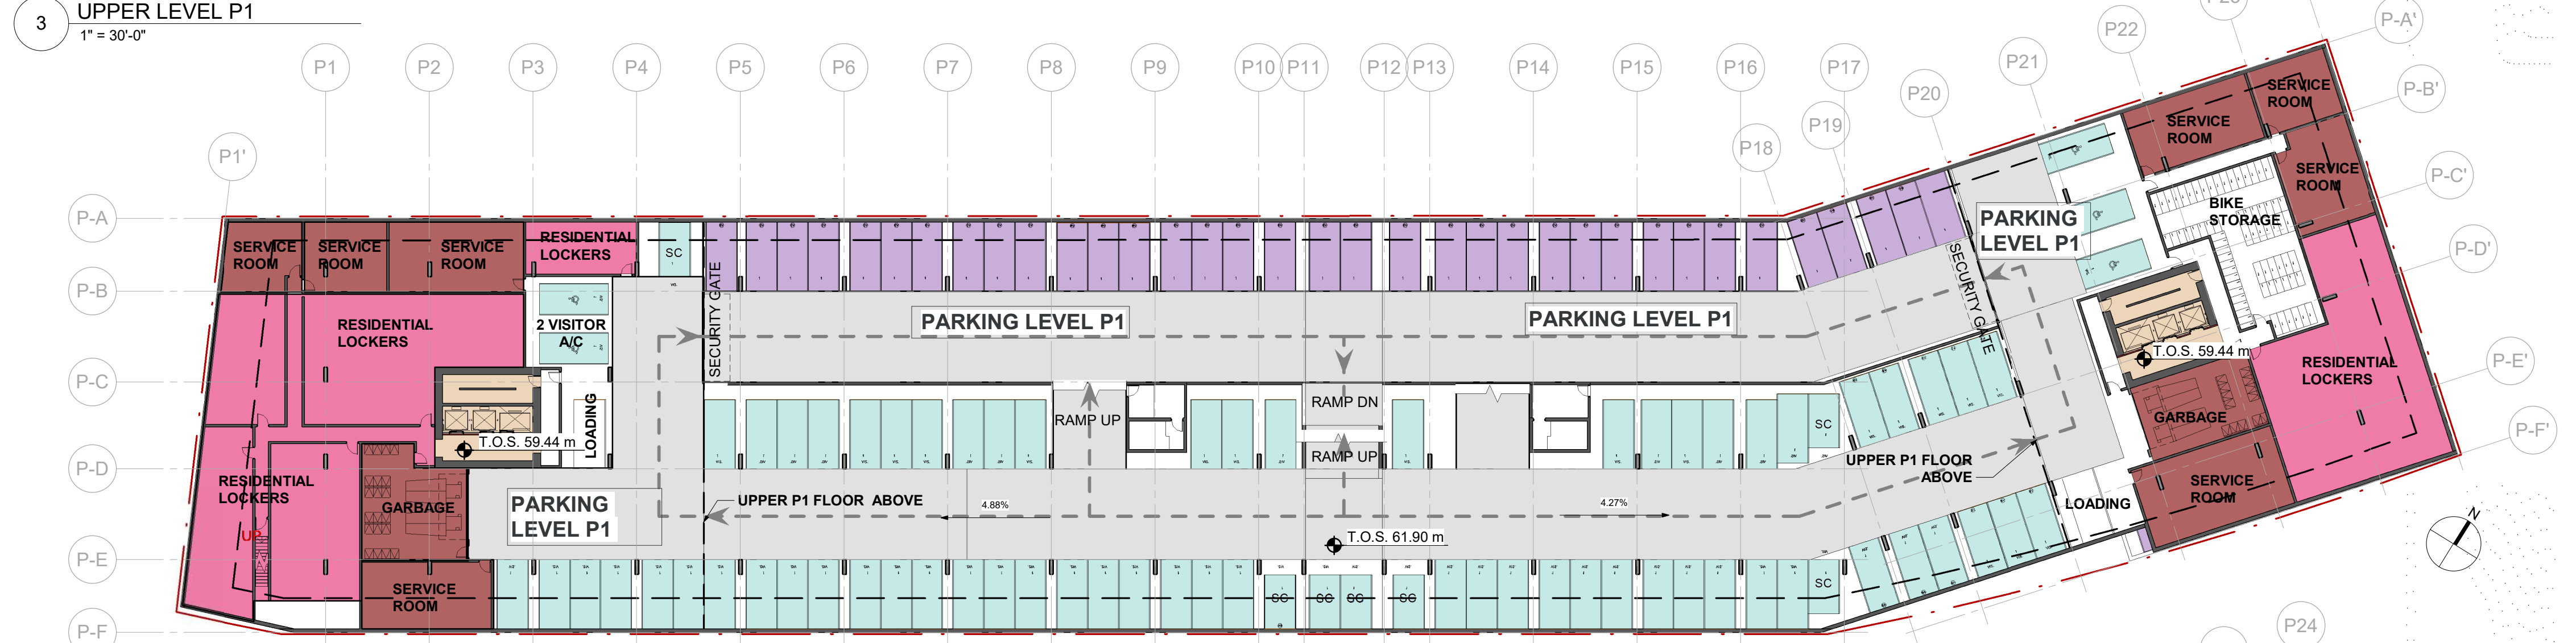 3
UPPER LEVEL P1
1" = 30'-0"
P1'
P1
P2
P3
P4
P5
P6
P7
P8
P9
P10
P11
P12
P13
P14
P15
P16
P17
P18
P19
P20
P21
P22
P-A'
P-B'
P-C'
P-D'
P-E'
P-F'
P24
P-A
P-B
P-C
P-D
P-E
P-F
SERVICE
ROOM
SERVICE
ROOM
SERVICE
ROOM
RESIDENTIAL
LOCKERS
SC
SECURITY GATE
RESIDENTIAL
LOCKERS
2 VISITOR
A/C
LOADING
T.O.S. 59.44 m
RESIDENTIAL
LOCKERS
UP
GARBAGE
SERVICE
ROOM
PARKING
LEVEL P1
UPPER P1 FLOOR ABOVE
4.88%
PARKING LEVEL P1
PARKING LEVEL P1
RAMP UP
RAMP DN
RAMP UP
T.O.S. 61.90 m
4.27%
SC
SC
SC
SC
SC
SC
UPPER P1 FLOOR
ABOVE
SECURITY GATE
PARKING
LEVEL P1
SERVICE
ROOM
SERVICE
ROOM
SERVICE
ROOM
BIKE
STORAGE
T.O.S. 59.44 m
RESIDENTIAL
LOCKERS
GARBAGE
SERVICE
ROOM
LOADING
N